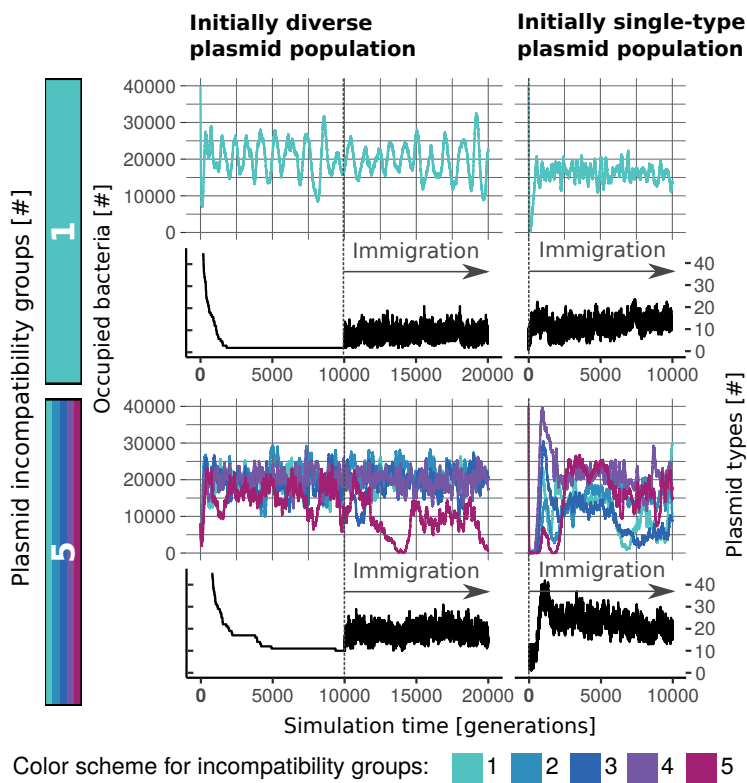 Initially diverse
plasmid population
Initially single-type
plasmid population
Plasmid incompatibility groups [#]
1
5
Occupied bacteria [#]
40000
30000
20000
10000
0
Immigration
Immigration
40
30
20
10
0
0 5000 10000 15000 20000
0 5000 10000
40000
30000
20000
10000
0
Immigration
Immigration
40
30
20
10
0
Plasmid types [#]
0 5000 10000 15000 20000
0 5000 10000
Simulation time [generations]
Color scheme for incompatibility groups: 1 2 3 4 5